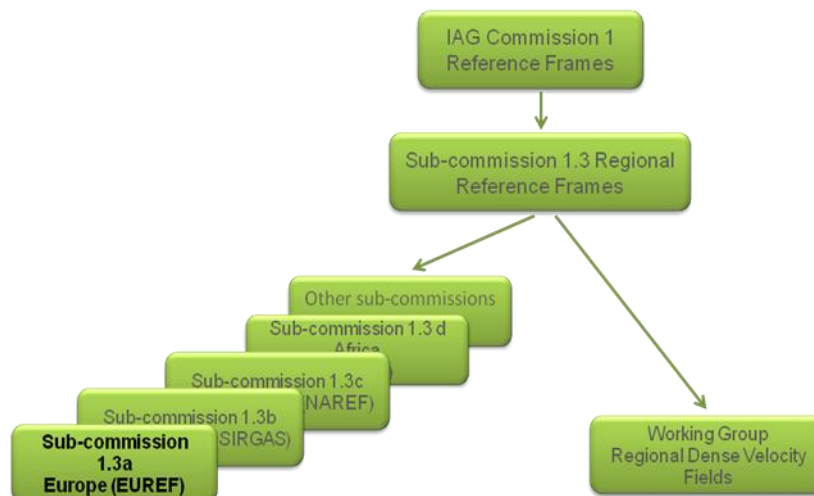 IAG Commission 1
Reference Frames
Sub-commission 1.3 Regional
Reference Frames
Other sub-commissions
Sub-commission 1.3 d
Africa
Sub-commission 1.3c
NAREF)
Sub-commission 1.3b
SIRGAS)
Sub-commission
1.3a
Europe (EUREF)
Working Group
Regional Dense Velocity
Fields